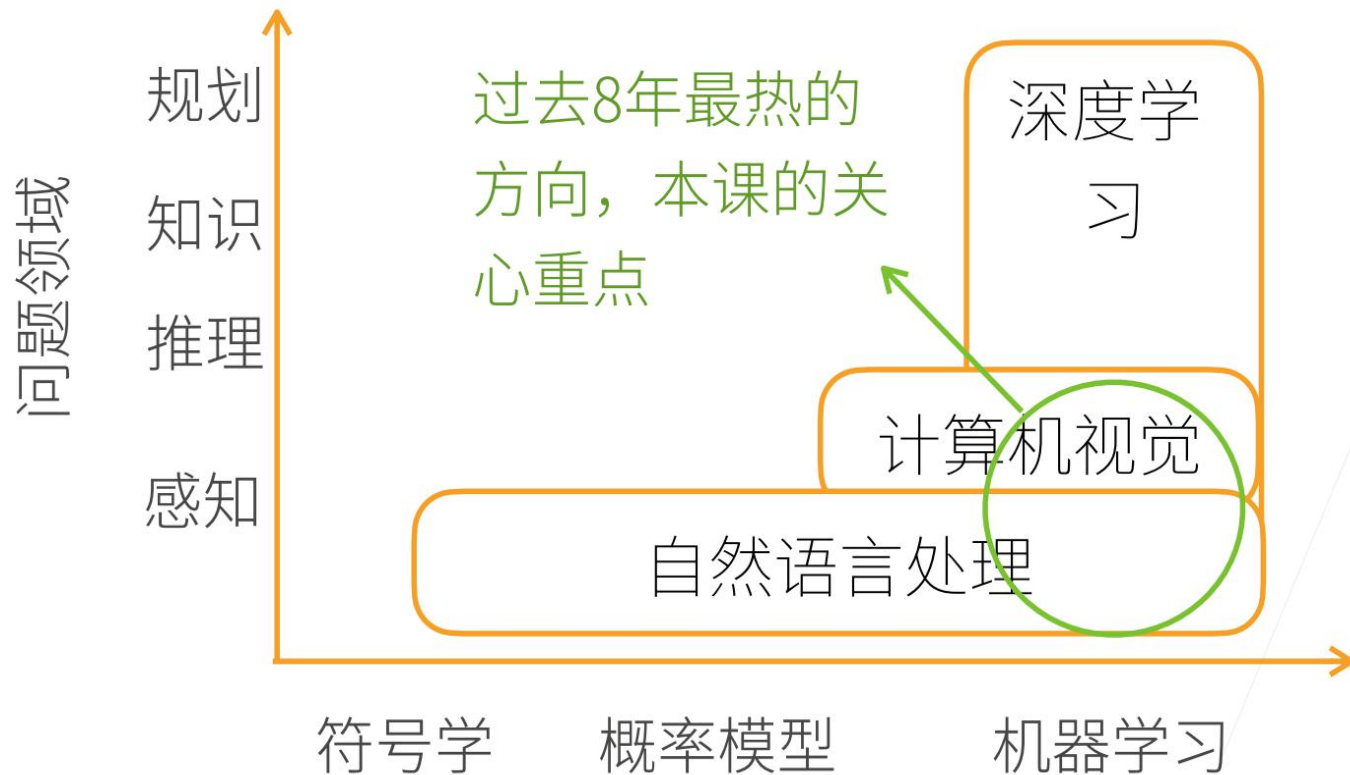 问题领域
规划
知识
推理
感知
过去8年最热的
方向，本课的关
心重点
深度学
习
计算机视觉
自然语言处理
符号学
概率模型
机器学习